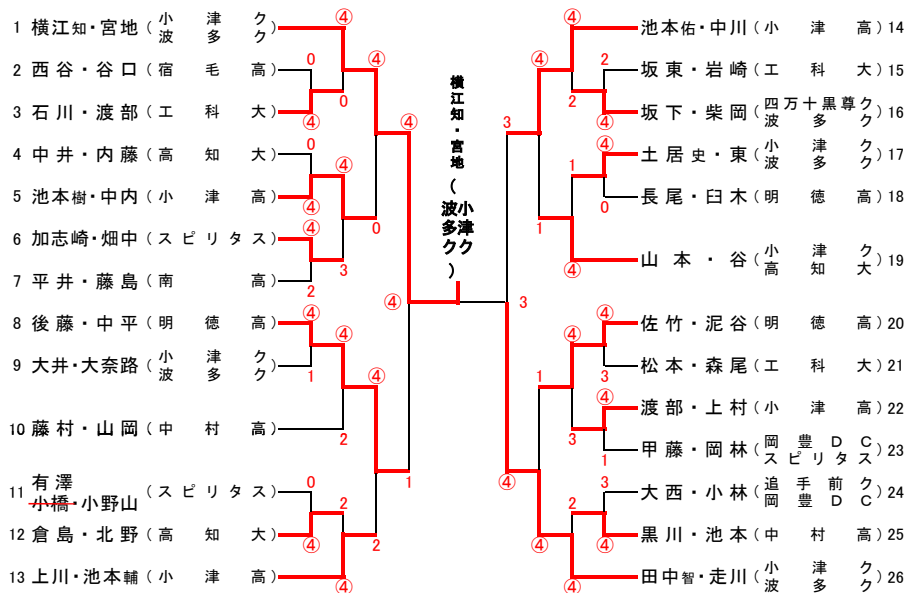 1 横江知・宮地 (小津ク 波多ク)
2 西谷・谷口 (宿毛高)
3 石川・渡部 (工科大)
4 中井・内藤 (高知大)
5 池本樹・中内 (小津高)
6 加志崎・畑中 (スピリタス)
7 平井・藤島 (南高)
8 後藤・中平 (明徳高)
9 大井・大奈路 (小津ク 波多ク)
10 藤村・山岡 (中村高)
有澤
11 小橋・小野山 (スピリタス)
12 倉島・北野 (高知大)
13 上川・池本輔 (小津高)
④
0
④
0
④
0
④
④
④
3
2
④
0
④
④
④
1
2
④
0
④
2
④
2
1
④
横江知・宮地(小津ク 波多ク)
3
3
④
④
④
2
2
④
1
④
0
④
1
④
④
3
1
④
3
1
④
3
④
2
④
④
池本佑・中川 (小津高) 14
坂東・岩崎 (工科大) 15
坂下・柴岡 (四万十黒尊ク 波多ク) 16
土居史・東 (小津ク 波多ク) 17
長尾・臼木 (明徳高) 18
山本・谷 (小津ク 高知大) 19
佐竹・泥谷 (明徳高) 20
松本・森尾 (工科大) 21
渡部・上村 (小津高) 22
甲藤・岡林 (岡豊DC スピリタス) 23
大西・小林 (追手前ク 岡豊DC) 24
黒川・池本 (中村高) 25
田中智・走川 (小津ク 波多ク) 26